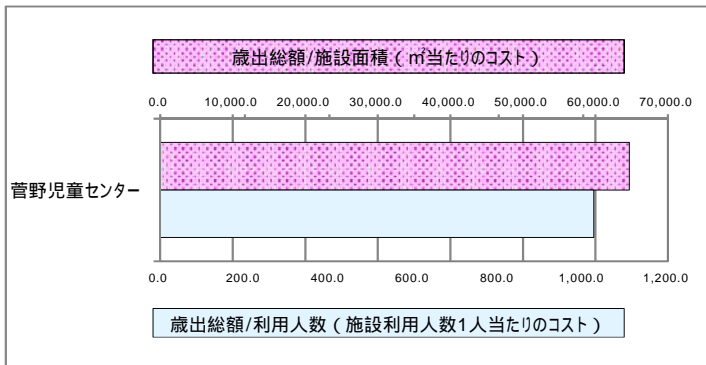 歳出総額/施設面積（㎡当たりのコスト）
0.0 10,000.0 20,000.0 30,000.0 40,000.0 50,000.0 60,000.0 70,000.0
菅野児童センター
0.0 200.0 400.0 600.0 800.0 1,000.0 1,200.0
歳出総額/利用人数（施設利用人数1人当たりのコスト）